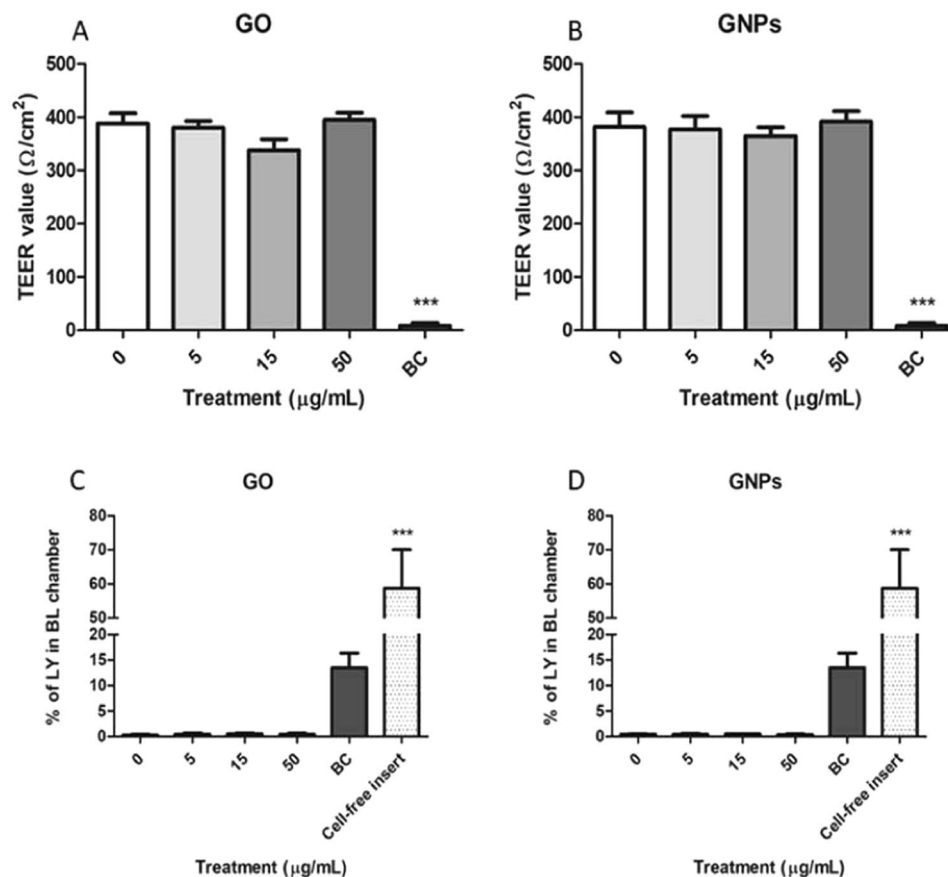 A
GO
TEER value (Ω/cm²)
500
400
300
200
100
0
***
0
5
15
50
BC
Treatment (μg/mL)
B
GNPs
TEER value (Ω/cm²)
500
400
300
200
100
0
***
0
5
15
50
BC
Treatment (μg/mL)
C
GO
% of LY in BL chamber
80
70
60
50
20
15
10
5
0
***
0
5
15
50
BC
Cell-free insert
Treatment (μg/mL)
D
GNPs
% of LY in BL chamber
80
70
60
50
20
15
10
5
0
***
0
5
15
50
BC
Cell-free insert
Treatment (μg/mL)